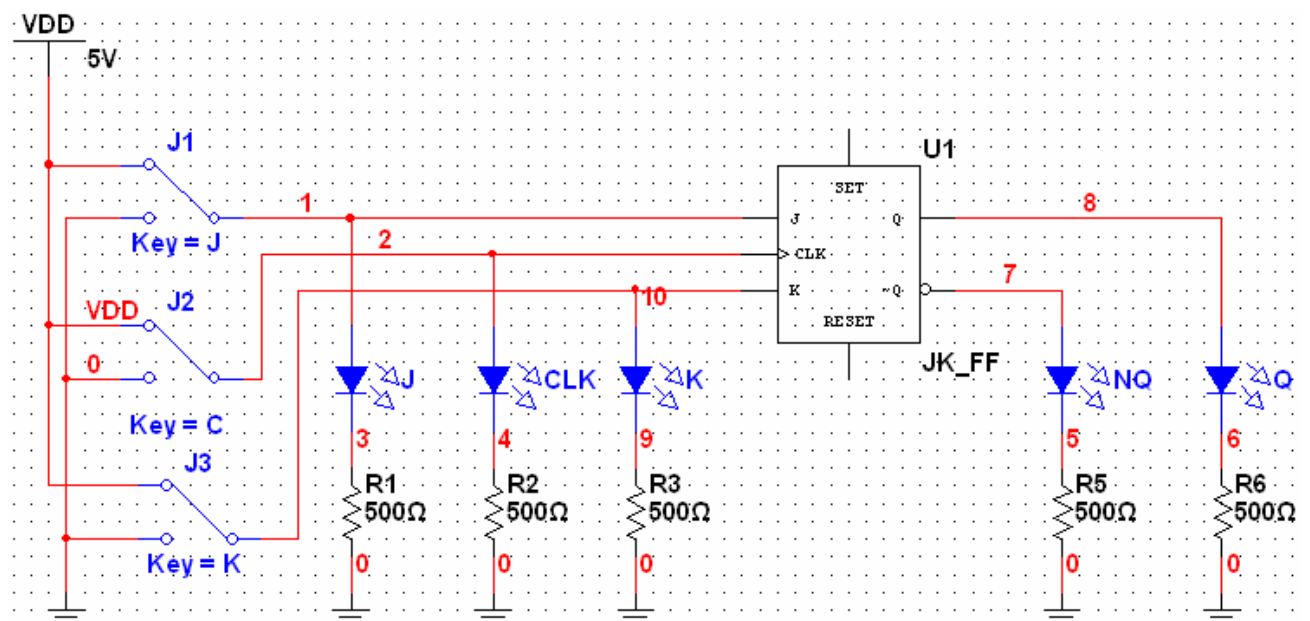 VDD
5V
J1
U1
SET
1
J
Q
8
Key = J
2
CLK
7
J2
VDD
K
~Q
10
RESET
0
JK_FF
J
CLK
K
NQ
Q
Key = C
3
4
9
5
6
J3
R1
500Ω
R2
500Ω
R3
500Ω
R5
500Ω
R6
500Ω
Key = K
0
0
0
0
0